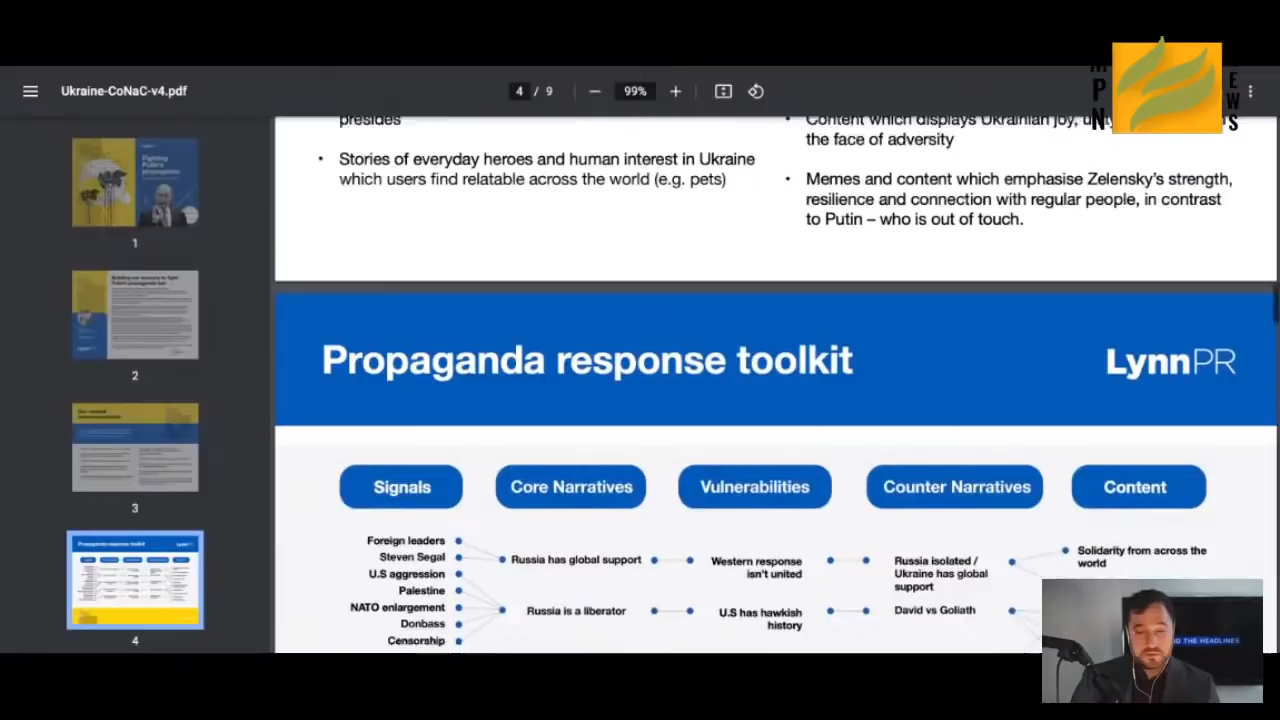 Ukraine-CoNaC-v4.pdf
4 / 9
99%
presides
Stories of everyday heroes and human interest in Ukraine
which users find relatable across the world (e.g. pets)
Content which displays Ukrainian joy,
the face of adversity
Memes and content which emphasise Zelensky's strength,
resilience and connection with regular people, in contrast
to Putin – who is out of touch.
1
2
3
Propaganda response toolkit
4
Propaganda response toolkit
LynnPR
Signals
Core Narratives
Vulnerabilities
Counter Narratives
Content
Foreign leaders
Steven Segal
U.S aggression
Palestine
NATO enlargement
Donbass
Censorship
Russia has global support
Russia is a liberator
Western response
isn't united
U.S has hawkish
history
Russia isolated /
Ukraine has global
support
David vs Goliath
Solidarity from across the
world
D THE HEADLINES
P
N
E
W
S